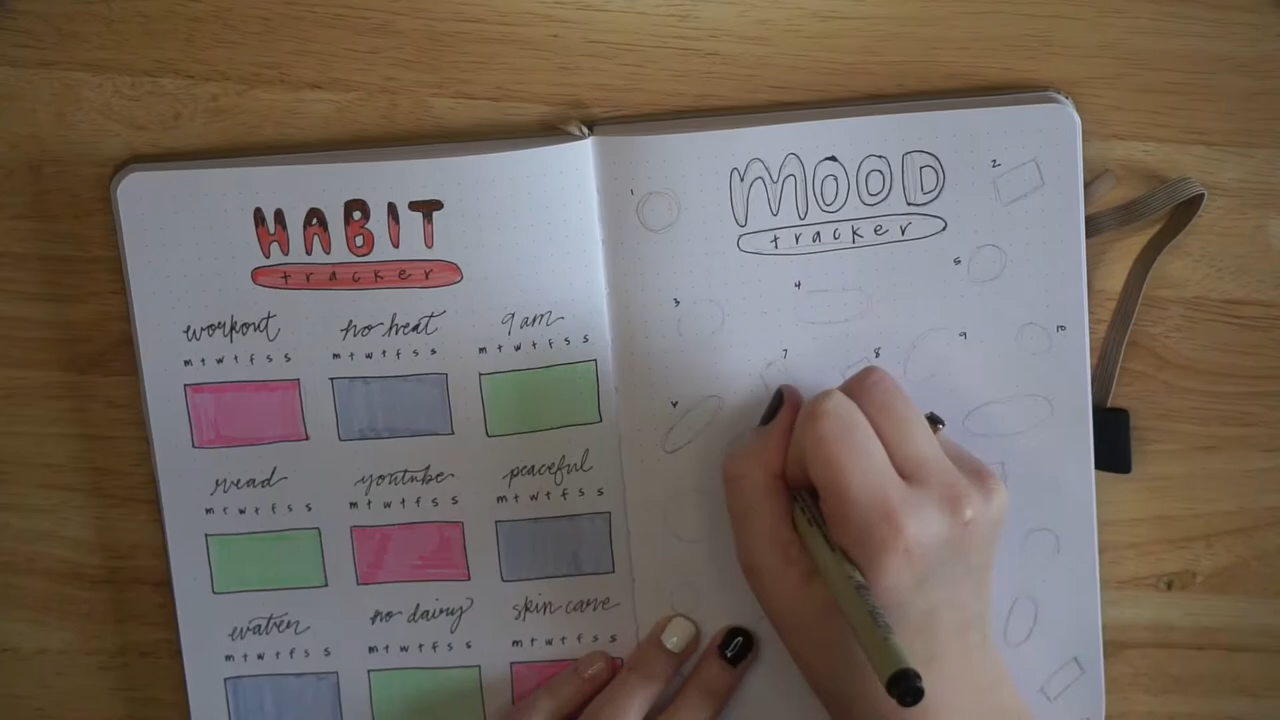 HABIT
tracker
workout no heat 9am
m t w t f s s m t w t f s s m t w t f s s
read youtube peaceful
m t w t f s s m t w t f s s m t w t f s s
water no dairy skin care
m t w t f s s m t w t f s s m t w t f s s
MOOD
tracker
1 2
5
3 4
7 8 9 10